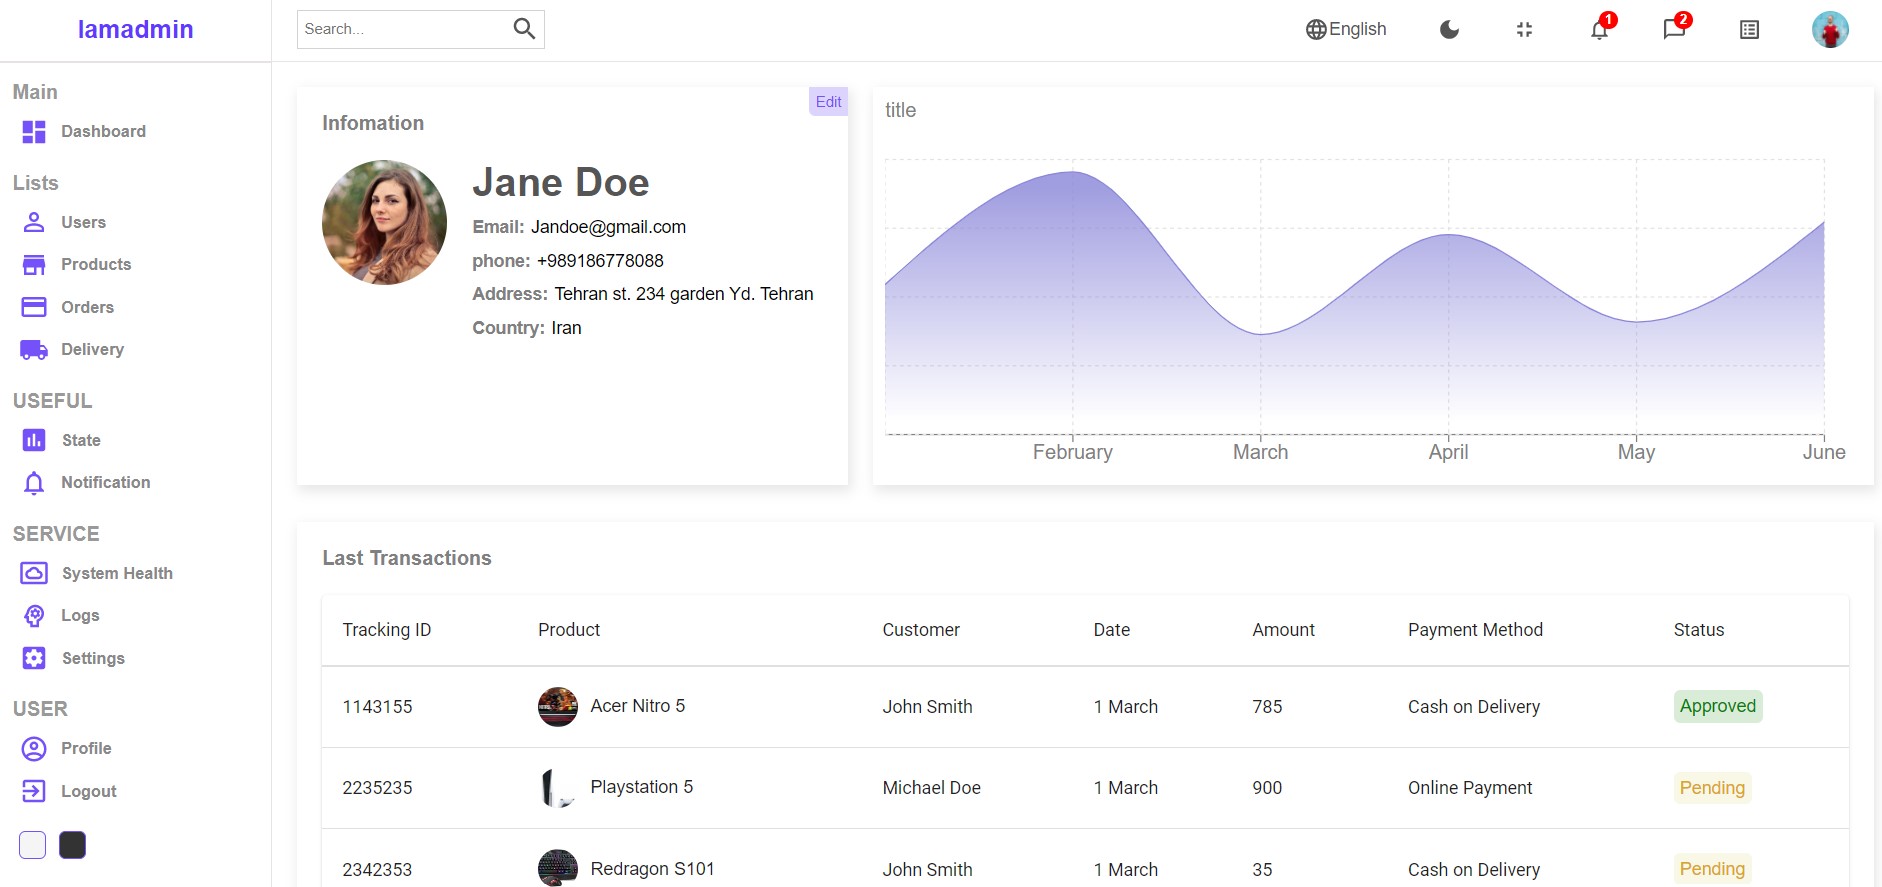 lamadmin
Search...
English
1
2
Main
Dashboard
Lists
Users
Products
Orders
Delivery
USEFUL
State
Notification
SERVICE
System Health
Logs
Settings
USER
Profile
Logout
Edit
Infomation
Jane Doe
Email: Jandoe@gmail.com
phone: +989186778088
Address: Tehran st. 234 garden Yd. Tehran
Country: Iran
title
February March April May June
Last Transactions
Tracking ID Product Customer Date Amount Payment Method Status
1143155 Acer Nitro 5 John Smith 1 March 785 Cash on Delivery Approved
2235235 Playstation 5 Michael Doe 1 March 900 Online Payment Pending
2342353 Redragon S101 John Smith 1 March 35 Cash on Delivery Pending